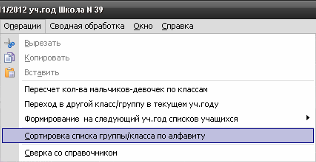 11/2012 уч.год Школа N 39
Операции Сводная обработка Окно Справка
Вырезать
Копировать
Вставить
Пересчет кол-ва мальчиков-девочек по классам
Переход в другой класс/группу в текущем уч.году
Формирование на следующий уч.год списков учащихся
Сортировка списка группы/класса по алфавиту
Сверка со справочником